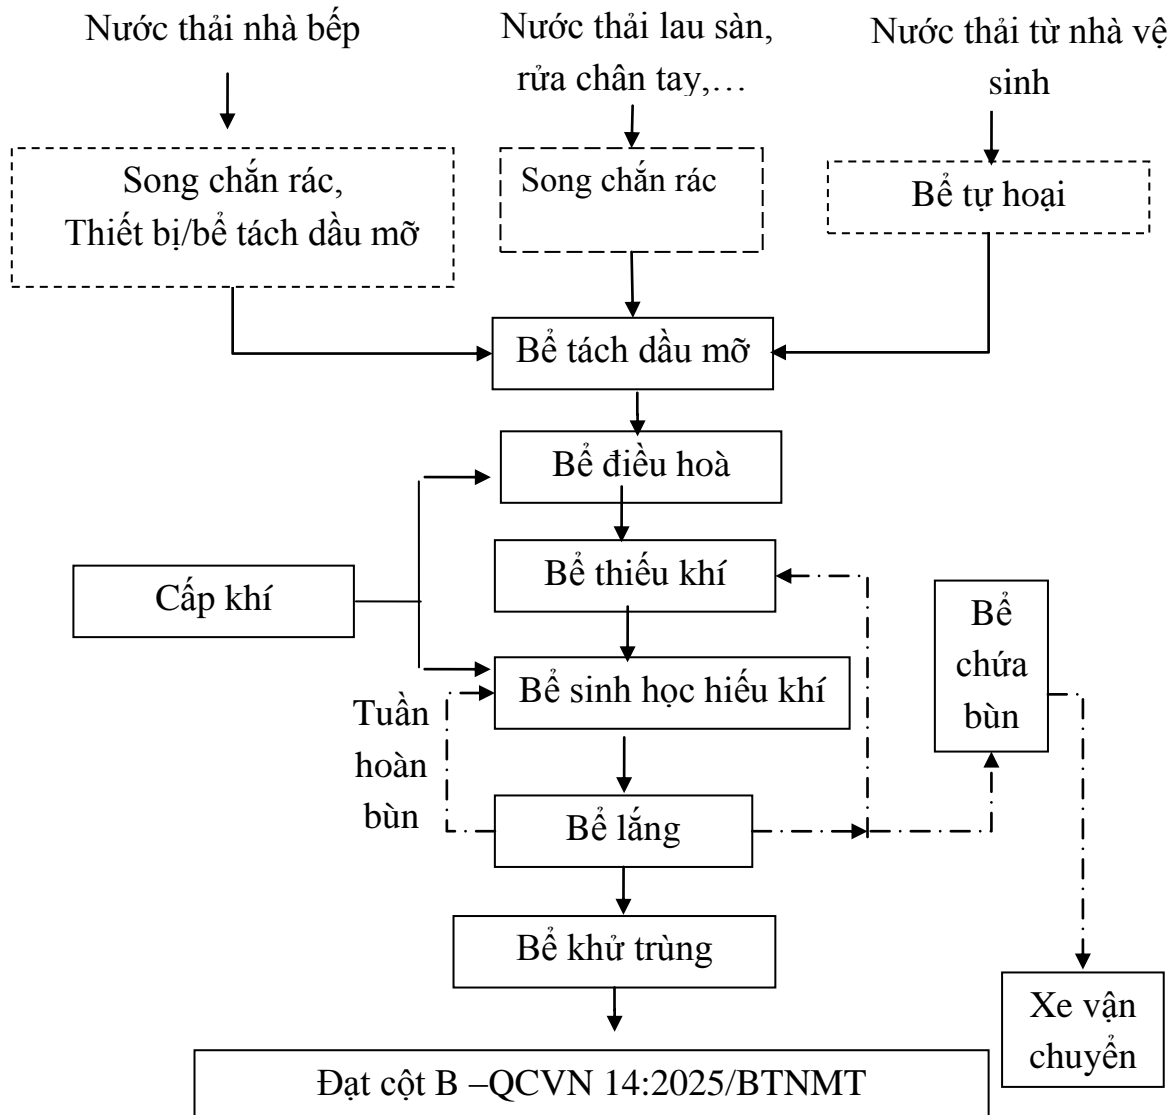 Nước thải nhà bếp
Nước thải lau sàn,
rửa chân tay,…
Nước thải từ nhà vệ
sinh
Song chắn rác,
Thiết bị/bể tách dầu mỡ
Song chắn rác
Bể tự hoại
Bể tách dầu mỡ
Bể điều hoà
Bể thiếu khí
Cấp khí
Bể
chứa
bùn
Bể sinh học hiếu khí
Tuần
hoàn
bùn
Bể lắng
Bể khử trùng
Xe vận
chuyển
Đạt cột B –QCVN 14:2025/BTNMT